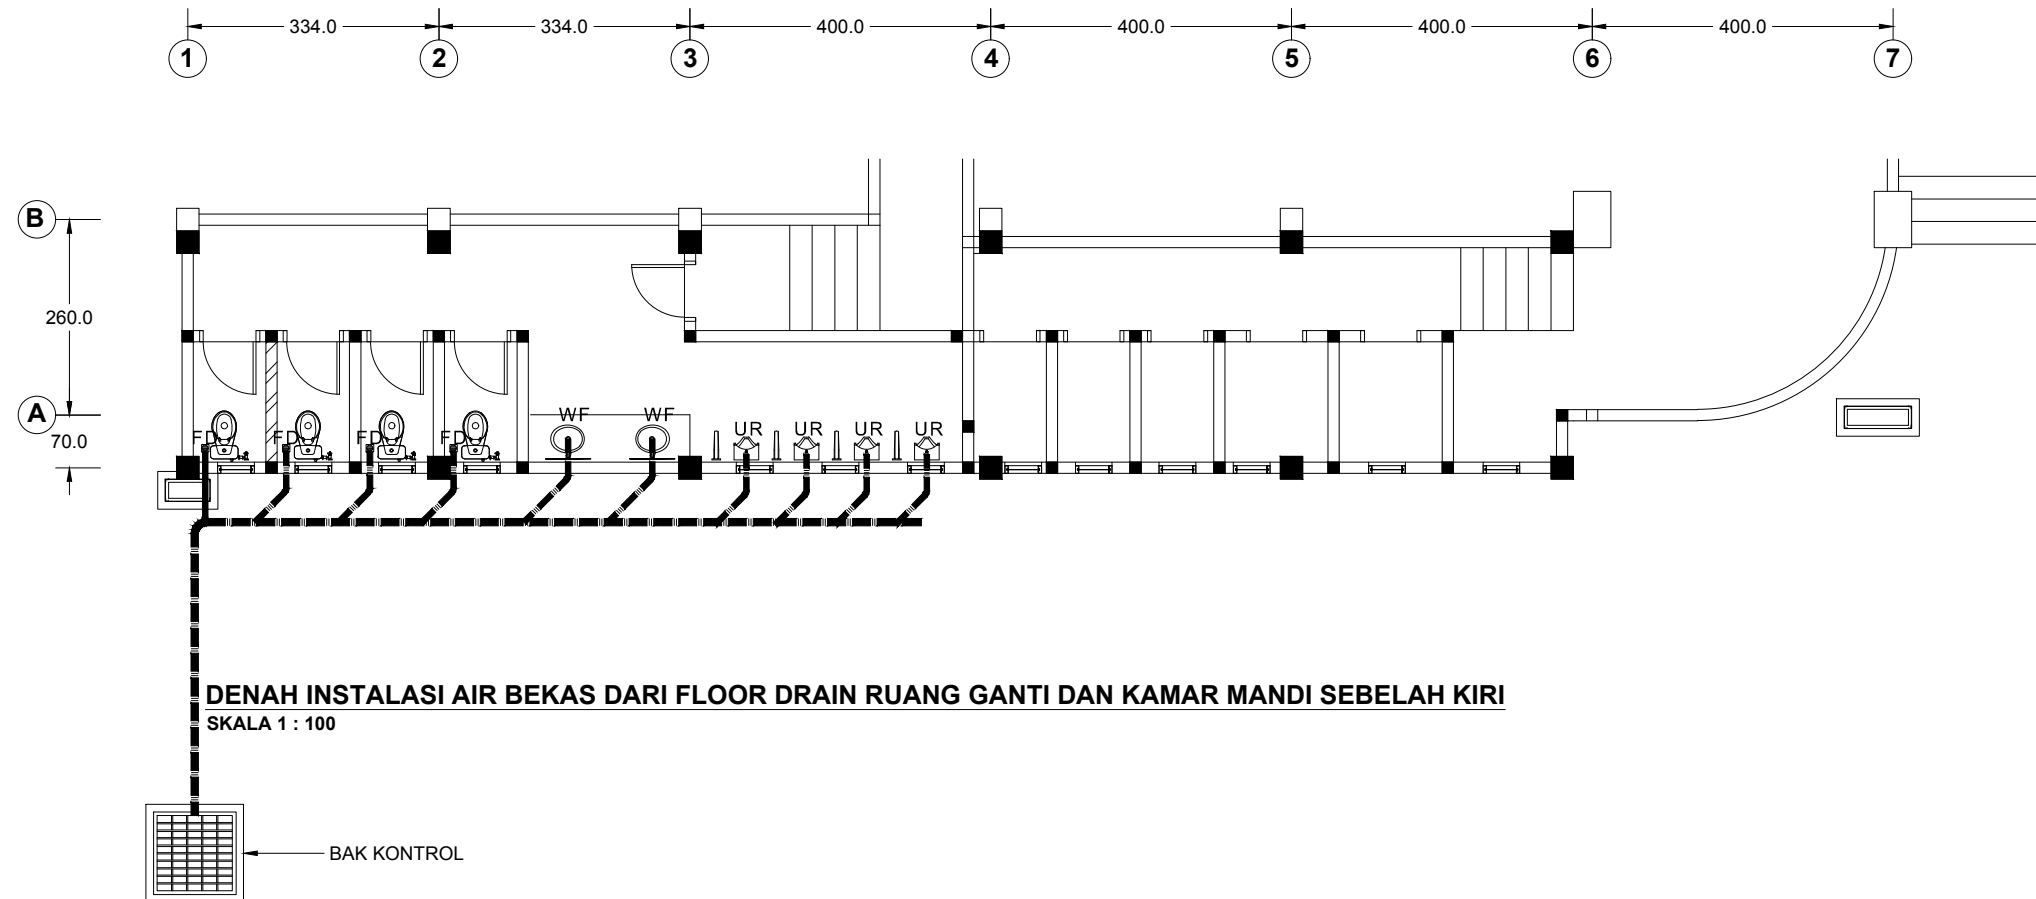 334.0 334.0 400.0 400.0 400.0 400.0
1 2 3 4 5 6 7
B
260.0
A
70.0
WF WF
FD FD FD FD
UR UR UR UR
DENAH INSTALASI AIR BEKAS DARI FLOOR DRAIN RUANG GANTI DAN KAMAR MANDI SEBELAH KIRI
SKALA 1 : 100
BAK KONTROL